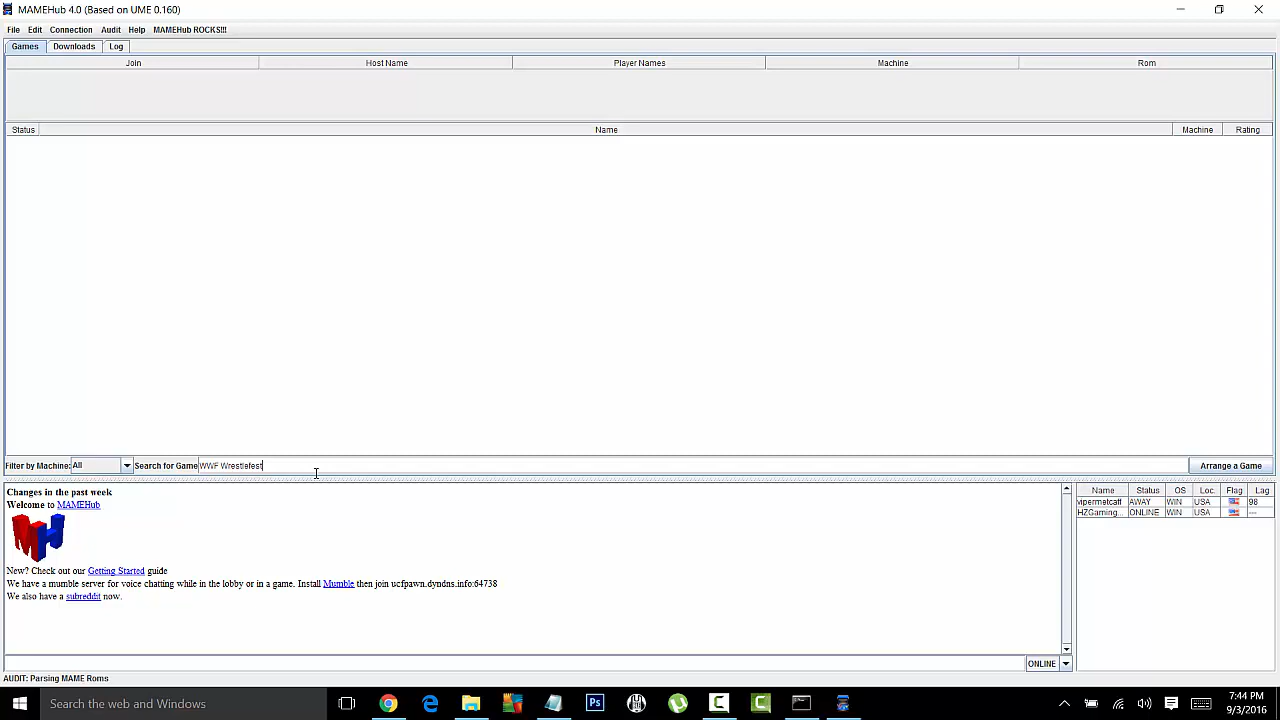 MAMEHub 4.0 (Based on UME 0.160)
File Edit Connection Audit Help MAMEHub ROCKS!!!
Games Downloads Log
Join Host Name Player Names Machine Rom
Status Name Machine Rating
Filter by Machine: All Search for Game WWF Wrestlefest Arrange a Game
Changes in the past week
Welcome to MAMEHub
MH
New? Check out our Getting Started guide
We have a mumble server for voice chatting while in the lobby or in a game. Install Mumble then join ucfpawn.dyndns.info:64738
We also have a subreddit now.
Name Status OS Loc. Flag Lag
vipermetcalf AWAY WIN USA 98
HZGaming... ONLINE WIN USA ---
ONLINE
AUDIT: Parsing MAME Roms
Search the web and Windows
7:44 PM
9/3/2016